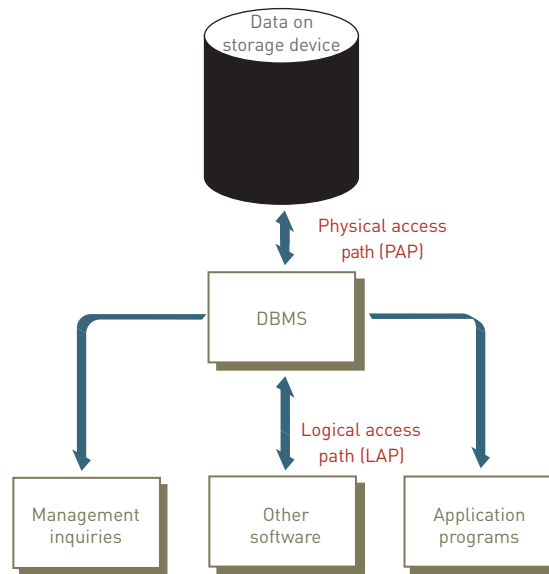 Data on
storage device
Physical access
path (PAP)
DBMS
Logical access
path (LAP)
Management
inquiries
Other
software
Application
programs